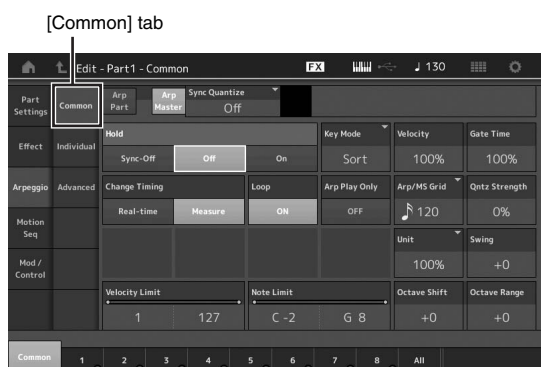 [Common] tab
Edit - Part1 - Common
FX
130
Part Settings
Common
Arp Part
Arp Master
Sync Quantize
Off
Effect
Individual
Hold
Sync-Off
Off
On
Key Mode
Sort
Velocity
100%
Gate Time
100%
Arpeggio
Advanced
Change Timing
Real-time
Measure
Loop
ON
Arp Play Only
OFF
Arp/MS Grid
120
Qntz Strength
0%
Motion Seq
Unit
100%
Swing
+0
Mod / Control
Velocity Limit
1
127
Note Limit
C -2
G 8
Octave Shift
+0
Octave Range
+0
Common
1
2
3
4
5
6
7
8
All